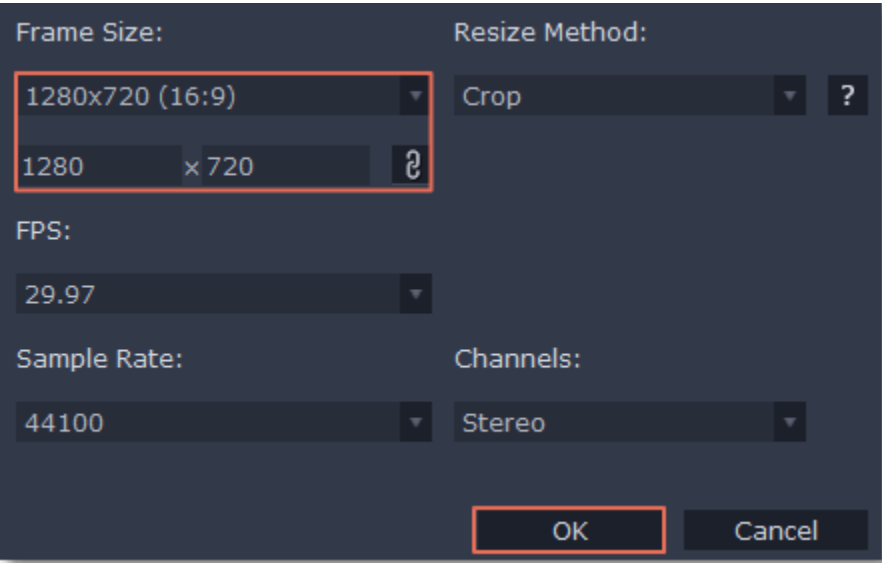 Frame Size:
Resize Method:
1280x720 (16:9)
Crop
?
1280 x 720
FPS:
29.97
Sample Rate:
Channels:
44100
Stereo
OK
Cancel